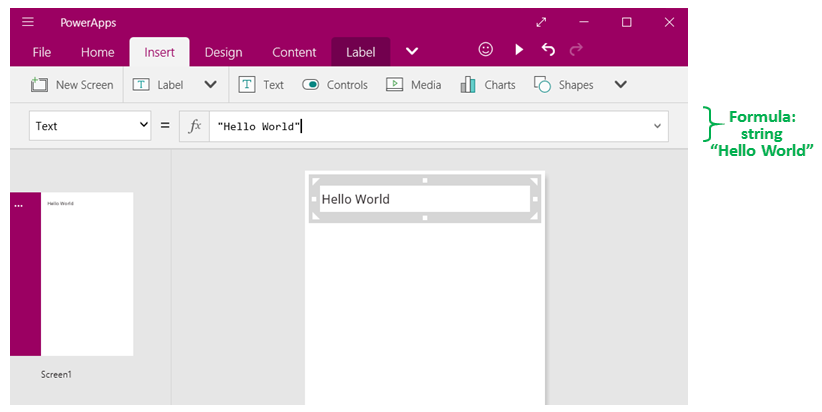 PowerApps
File Home Insert Design Content Label
New Screen Label Text Controls Media Charts Shapes
Text = fx "Hello World"
Formula:
string
“Hello World”
Hello World
Hello World
Screen1